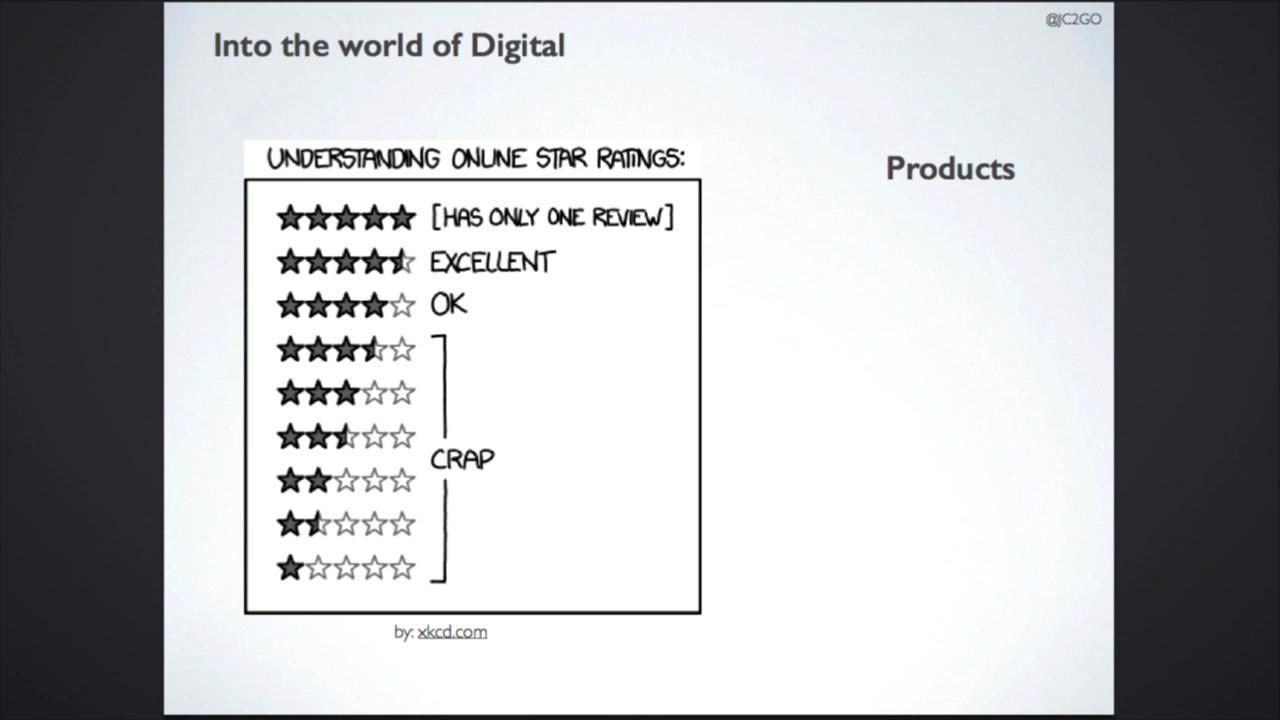 @JC2GO
Into the world of Digital
UNDERSTANDING ONLINE STAR RATINGS:
Products
[HAS ONLY ONE REVIEW]
EXCELLENT
OK
CRAP
by: xkcd.com